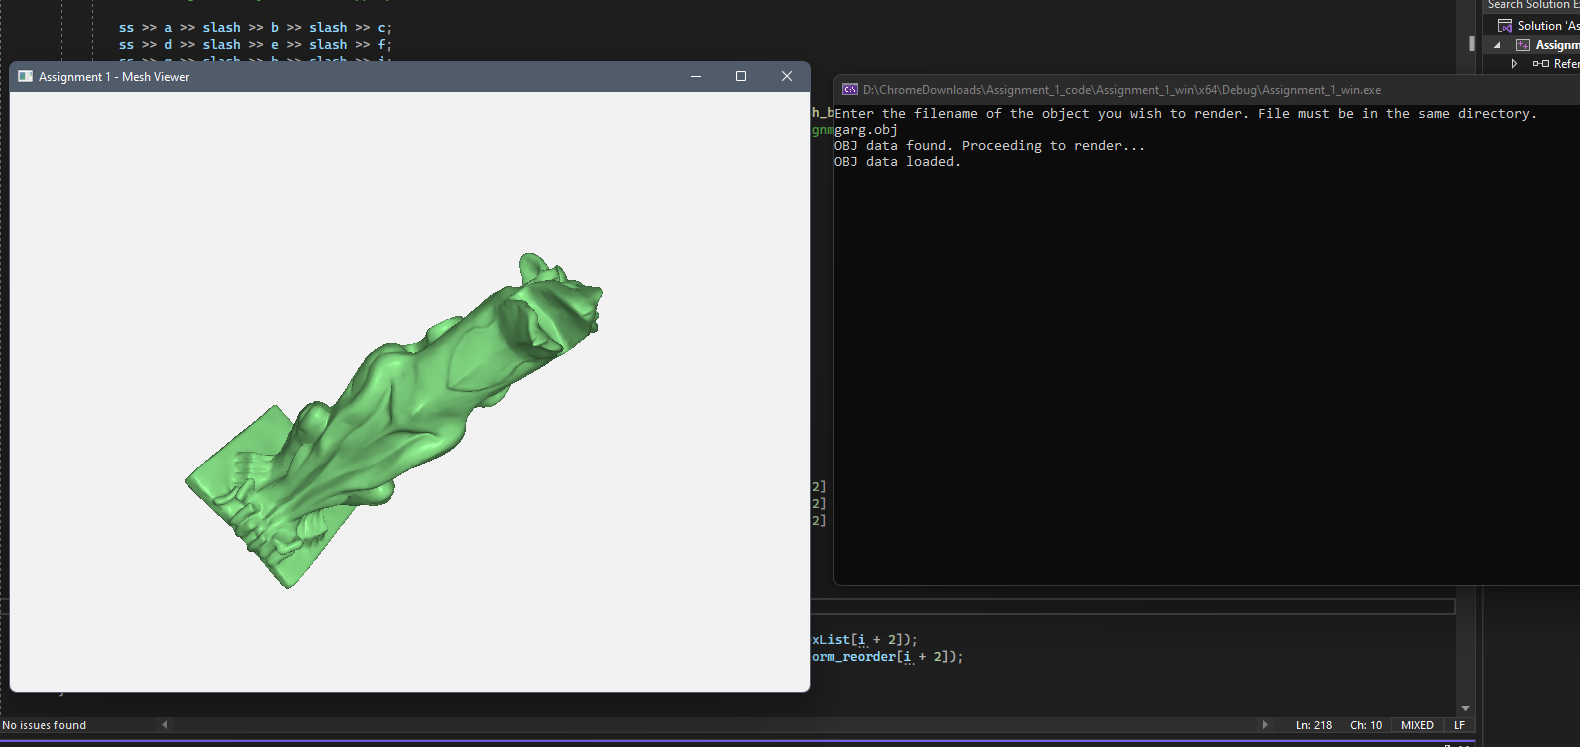 ss >> a >> slash >> b >> slash >> c;
ss >> d >> slash >> e >> slash >> f;
Search Solution E
Solution 'As
Assignm
Refer
Assignment 1 - Mesh Viewer
D:\ChromeDownloads\Assignment_1_code\Assignment_1_win\x64\Debug\Assignment_1_win.exe
h_b
gnm
Enter the filename of the object you wish to render. File must be in the same directory.
garg.obj
OBJ data found. Proceeding to render...
OBJ data loaded.
2]
2]
2]
xList[i + 2]);
orm_reorder[i + 2]);
No issues found
Ln: 218 Ch: 10 MIXED LF